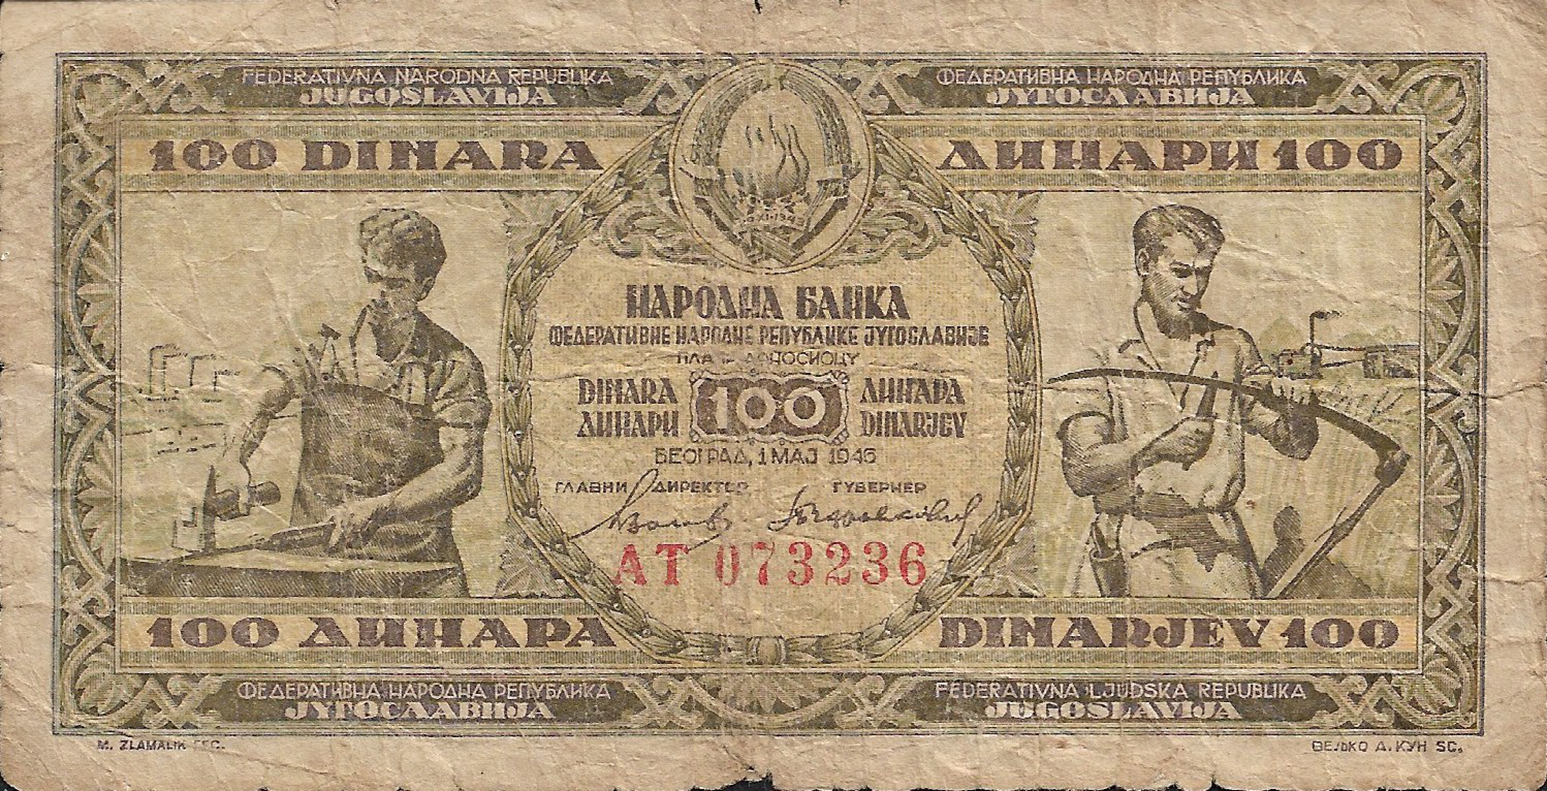 FEDERATIVNA NARODNA REPUBLIKA
JUGOSLAVIJA
ФЕДЕРАТИВНА НАРОДНА РЕПУБЛИКА
ЈУГОСЛАВИЈА
100 DINARA
ДИНАРИ 100
НАРОДНА БАНКА
ФЕДЕРАТИВНЕ НАРОДНЕ РЕПУБЛИКЕ ЈУГОСЛАВИЈЕ
ДОНОСИОЦУ
DINARA 100 ДИНАРА
ДИНАРИ DINARJEV
БЕОГРАД, 1 МАЈ 1946
ГЛАВНИ ДИРЕКТОР ГУВЕРНЕР
АТ 073236
100 ДИНАРА
DINARJEV 100
ФЕДЕРАТИВНА НАРОДНА РЕПУБЛИКА
ЈУГОСЛАВИЈА
FEDERATIVNA LJUDSKA REPUBLIKA
JUGOSLAVIJA
M. ZLAMALIK FEC.
ВЕЉКО А. КУН SC.